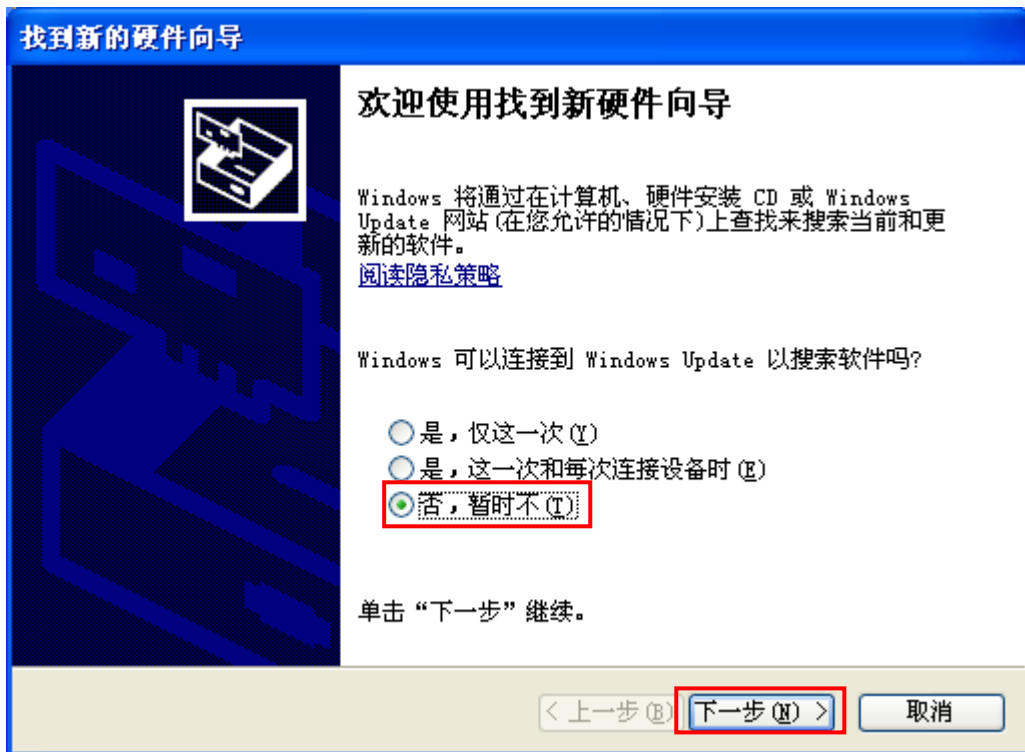 找到新的硬件向导
欢迎使用找到新硬件向导
Windows 将通过在计算机、硬件安装 CD 或 Windows
Update 网站(在您允许的情况下)上查找来搜索当前和更
新的软件。
阅读隐私策略
Windows 可以连接到 Windows Update 以搜索软件吗?
是，仅这一次(Y)
是，这一次和每次连接设备时(E)
否，暂时不(T)
单击“下一步”继续。
< 上一步(B) 下一步(N) > 取消